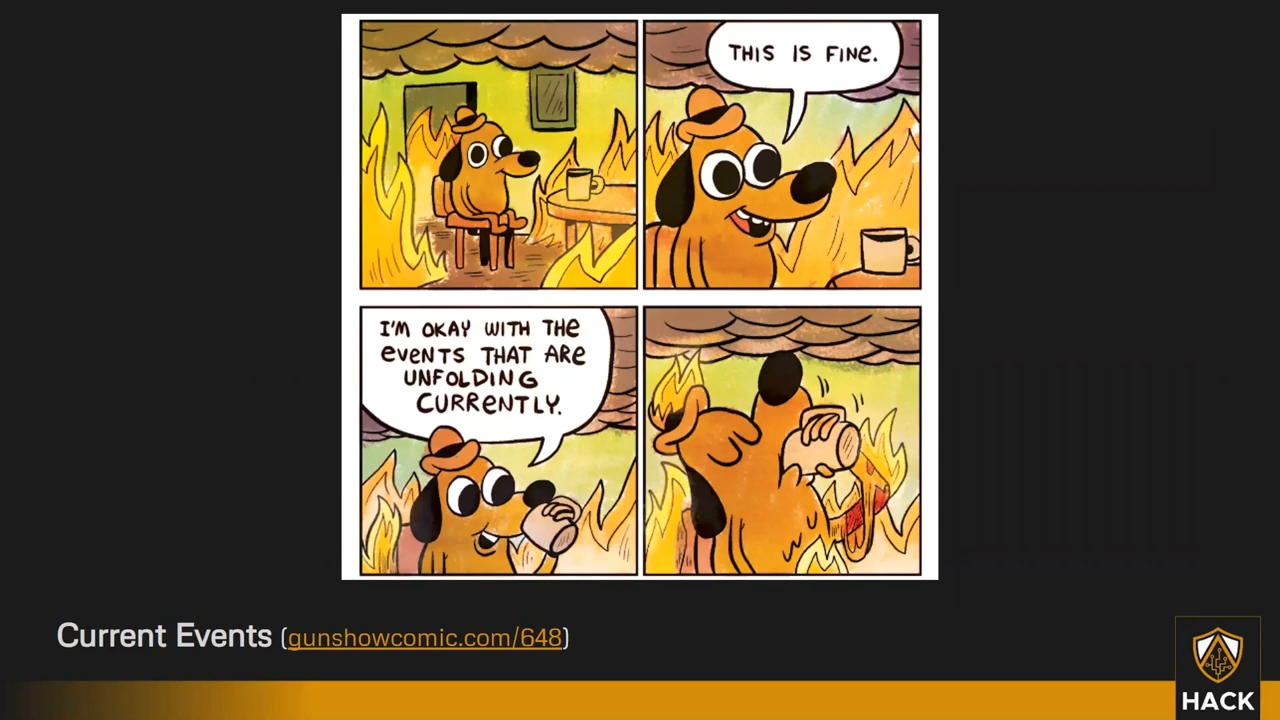 THIS IS FINE.
I'M OKAY WITH THE
EVENTS THAT ARE
UNFOLDING
CURRENTLY.
Current Events (gunshowcomic.com/648)
HACK